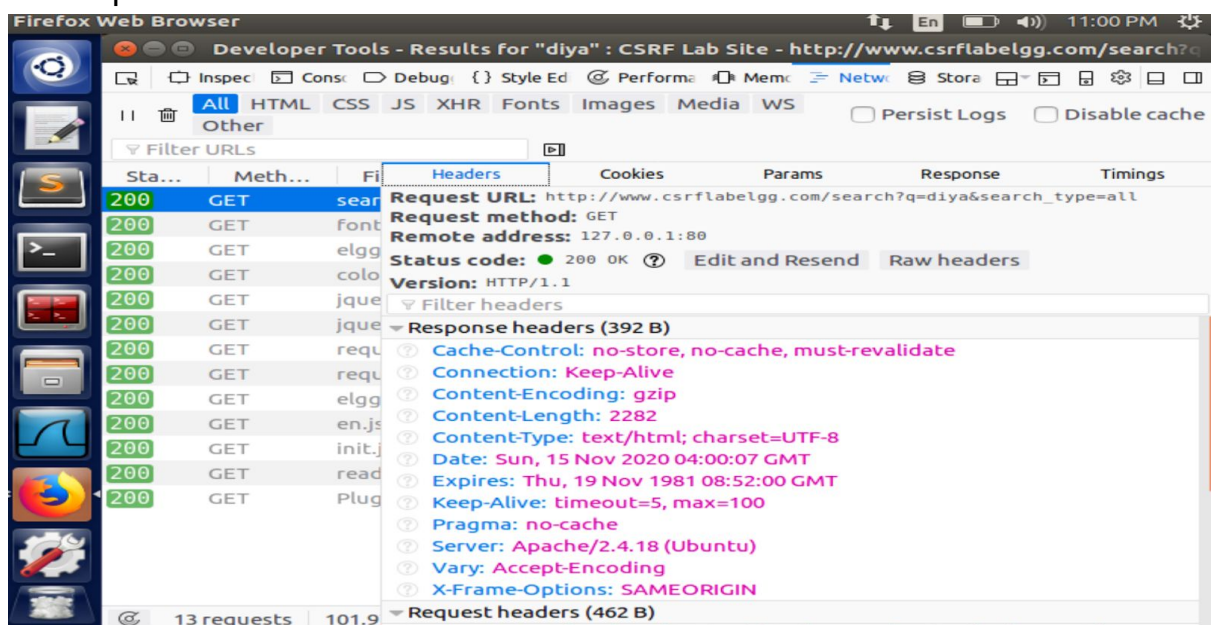 Firefox Web Browser En 11:00 PM
Developer Tools - Results for "diya" : CSRF Lab Site - http://www.csrflabelgg.com/search?q
Inspec Conso Debug {} Style Ed Performa Memo Netwo Stora
All HTML CSS JS XHR Fonts Images Media WS
Other
Persist Logs Disable cache
Filter URLs
Sta... Meth... Fi Headers Cookies Params Response Timings
200 GET sear Request URL: http://www.csrflabelgg.com/search?q=diya&search_type=all
200 GET font Request method: GET
Remote address: 127.0.0.1:80
200 GET elgg Status code: 200 OK Edit and Resend Raw headers
200 GET colo Version: HTTP/1.1
200 GET jque Filter headers
200 GET jque Response headers (392 B)
200 GET requ Cache-Control: no-store, no-cache, must-revalidate
200 GET requ Connection: Keep-Alive
200 GET elgg Content-Encoding: gzip
200 GET en.js Content-Length: 2282
Content-Type: text/html; charset=UTF-8
200 GET init.j Date: Sun, 15 Nov 2020 04:00:07 GMT
200 GET read Expires: Thu, 19 Nov 1981 08:52:00 GMT
200 GET Plug Keep-Alive: timeout=5, max=100
Pragma: no-cache
Server: Apache/2.4.18 (Ubuntu)
Vary: Accept-Encoding
X-Frame-Options: SAMEORIGIN
13 requests 101.9 Request headers (462 B)